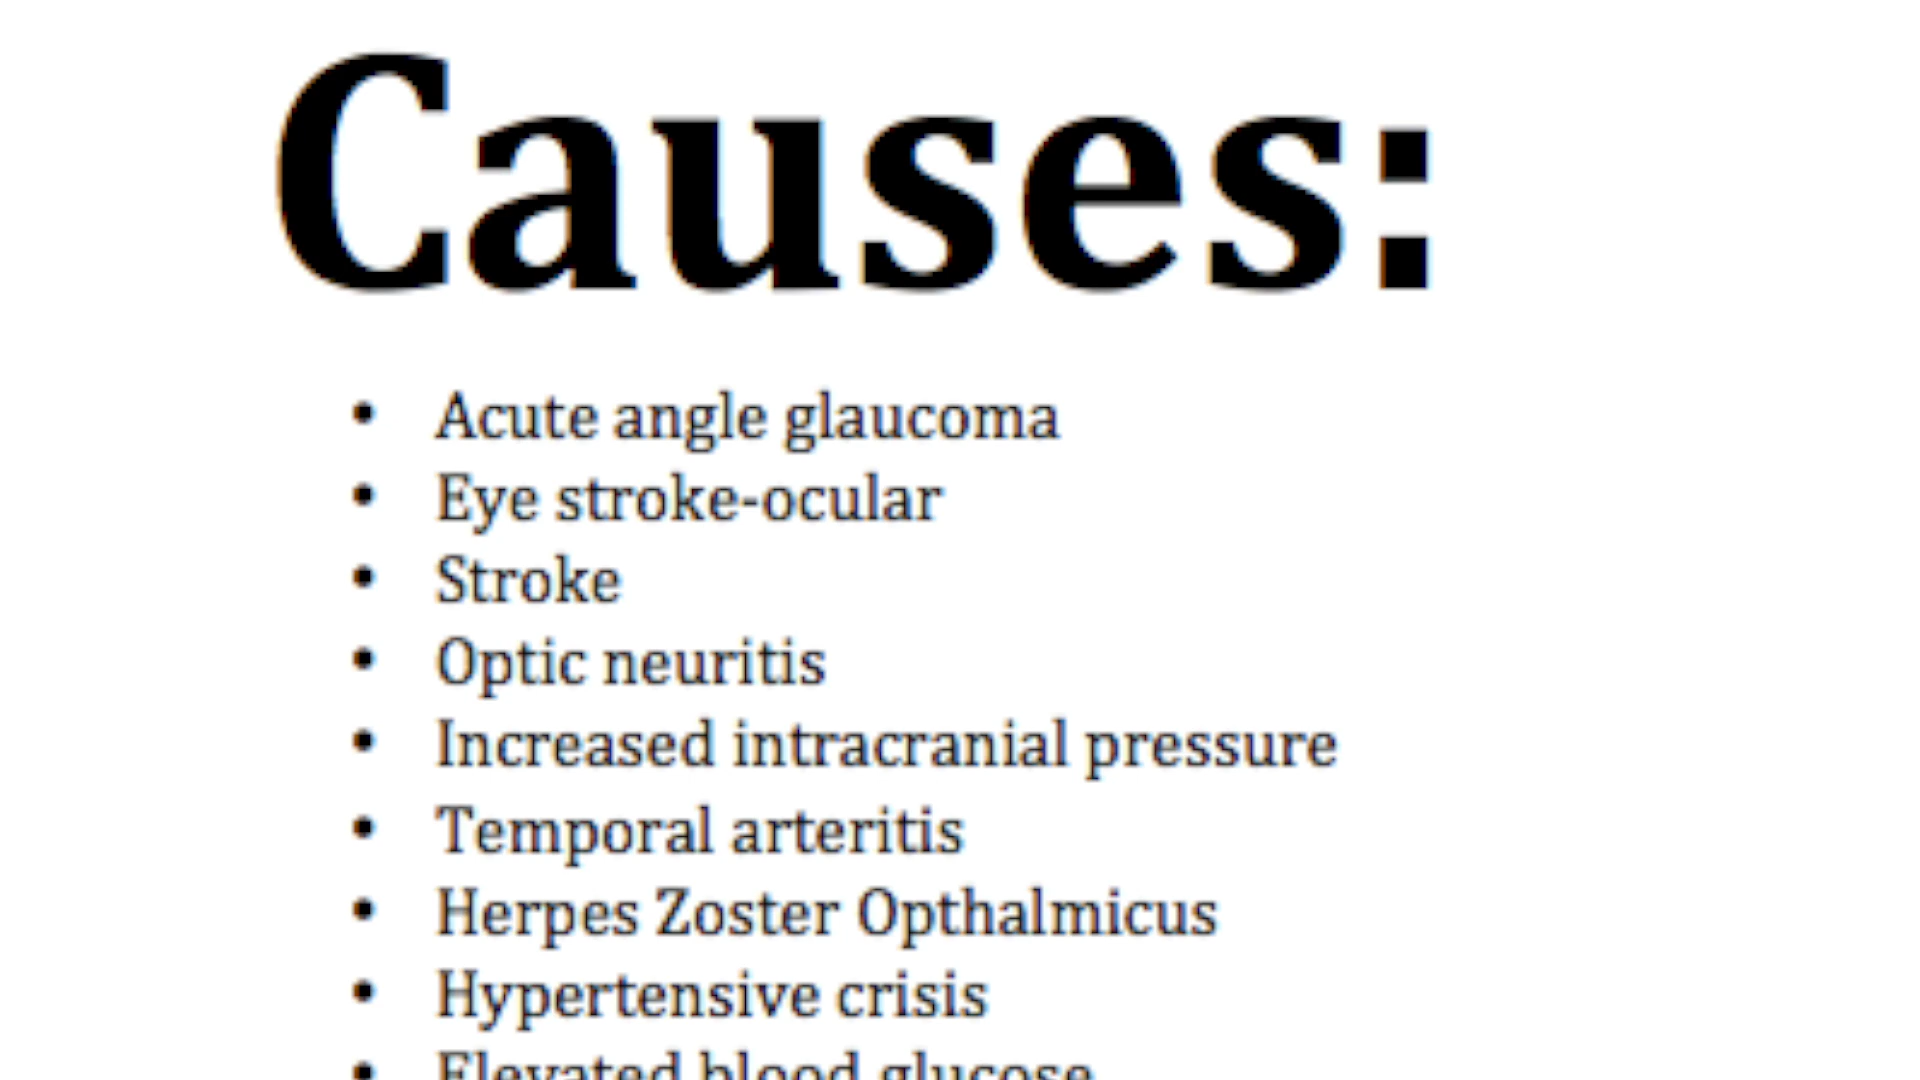 Causes:
• Acute angle glaucoma
• Eye stroke-ocular
• Stroke
• Optic neuritis
• Increased intracranial pressure
• Temporal arteritis
• Herpes Zoster Opthalmicus
• Hypertensive crisis
• Elevated blood glucose